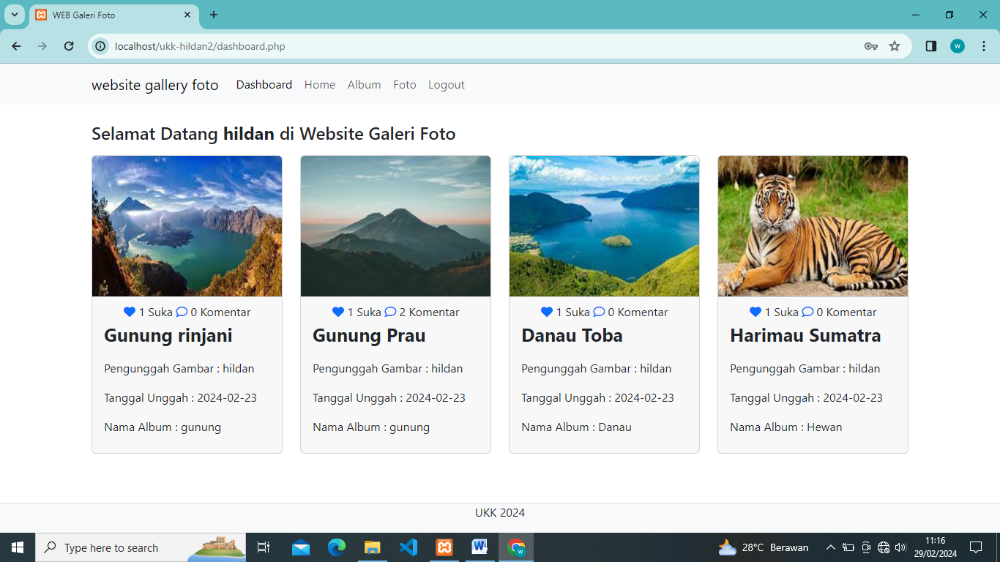 WEB Galeri Foto
localhost/ukk-hildan2/dashboard.php
W
website gallery foto Dashboard Home Album Foto Logout
Selamat Datang hildan di Website Galeri Foto
1 Suka 0 Komentar
Gunung rinjani
Pengunggah Gambar : hildan
Tanggal Unggah : 2024-02-23
Nama Album : gunung
1 Suka 2 Komentar
Gunung Prau
Pengunggah Gambar : hildan
Tanggal Unggah : 2024-02-23
Nama Album : gunung
1 Suka 0 Komentar
Danau Toba
Pengunggah Gambar : hildan
Tanggal Unggah : 2024-02-23
Nama Album : Danau
1 Suka 0 Komentar
Harimau Sumatra
Pengunggah Gambar : hildan
Tanggal Unggah : 2024-02-23
Nama Album : Hewan
UKK 2024
Type here to search
W
W
28°C Berawan
11:16
29/02/2024